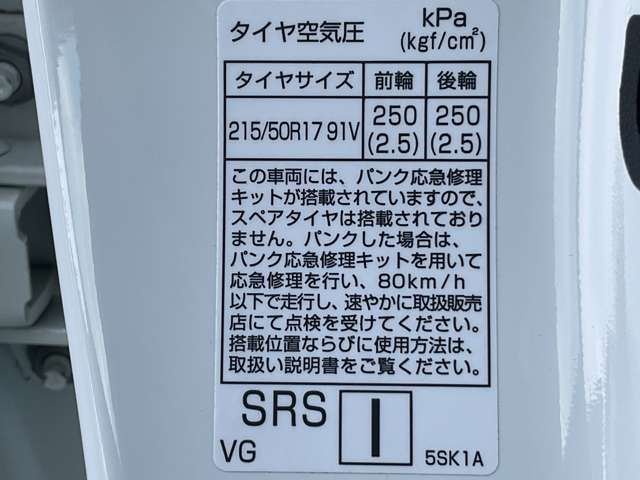 タイヤ空気圧 kPa
(kgf/cm²)
タイヤサイズ 前輪 後輪
215/50R17 91V 250 250
(2.5) (2.5)
この車両には、パンク応急修理
キットが搭載されていますので、
スペアタイヤは搭載されてお
りません。パンクした場合は、
パンク応急修理キットを用いて
応急修理を行い、80km/h
以下で走行し、速やかに取扱販売
店にて点検を受けてください。
搭載位置ならびに使用方法は、
取扱い説明書をご覧ください。
SRS I
VG 5SK1A